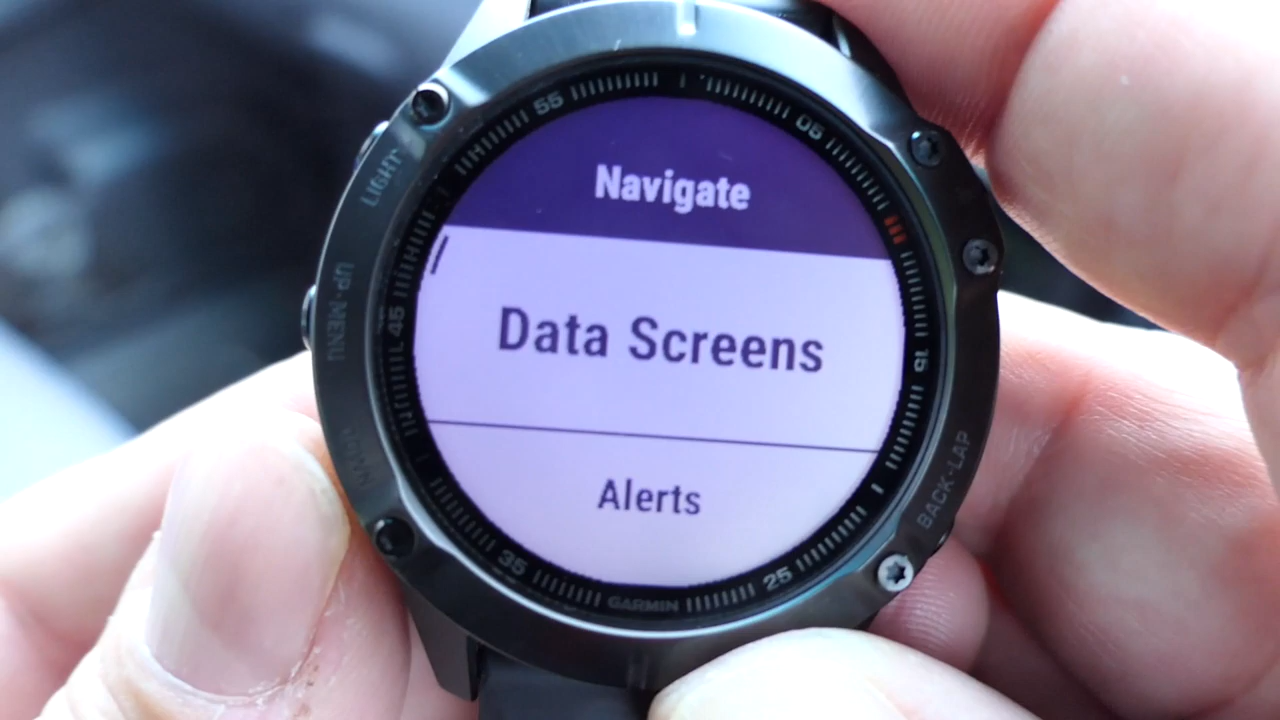 Navigate
Data Screens
Alerts
55
05
45
15
35
25
GARMIN
LIGHT
UP·MENU
BACK·LAP